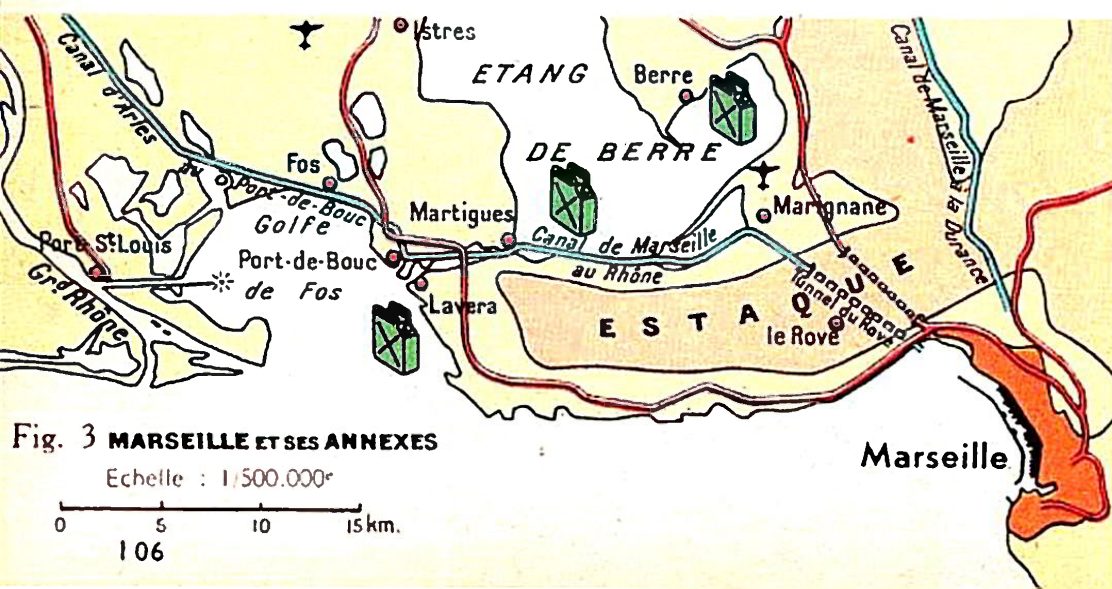 Istres
Canal d'Arles
ETANG
Berre
Canal de Marseille à la Durance
DE BERRE
Fos
au Port-de-Bouc
Golfe
Martigues
Marignane
Port St Louis
Canal de Marseille
au Rhône
Port-de-Bouc
de Fos
Grd Rhône
Lavera
ESTAQUE
Tunnel du Rove
le Rove
Fig. 3 MARSEILLE ET SES ANNEXES
Marseille
Echelle : 1/500.000e
0 5 10 15 km.
106